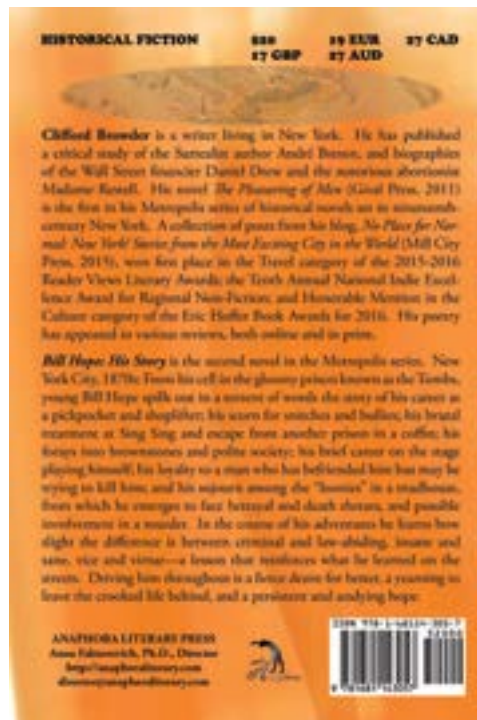 HISTORICAL FICTION $20 19 EUR 27 CAD
17 GBP 27 AUD
Clifford Browder is a writer living in New York. He has published
a critical study of the Surrealist author André Breton, and biographies
of the Wall Street financier Daniel Drew and the notorious abortionist
Madame Restell. His novel The Pleasuring of Men (Gival Press, 2011)
is the first in his Metropolis series of historical novels set in nineteenth-
century New York. A collection of posts from his blog, No Place for Nor-
mal: New York! Stories from the Most Exciting City in the World (Mill City
Press, 2015), won first place in the Travel category of the 2015-2016
Reader Views Literary Awards; the Tenth Annual National Indie Excel-
lence Award for Regional Non-Fiction; and Honorable Mention in the
Culture category of the Eric Hoffer Book Awards for 2016. His poetry
has appeared in various reviews, both online and in print.
Bill Hope: His Story is the second novel in the Metropolis series. New
York City, 1870s: From his cell in the gloomy prison known as the Tombs,
young Bill Hope spills out in a torrent of words the story of his career as
a pickpocket and shoplifter; his scorn for snitches and bullies; his brutal
treatment at Sing Sing and escape from another prison in a coffin; his
forays into brownstones and polite society; his brief career on the stage
playing himself; his loyalty to a man who has befriended him but may be
trying to kill him; and his sojourn among the "loonies" in a madhouse,
from which he emerges to face betrayal and death threats, and possible
involvement in a murder. In the course of his adventures he learns how
slight the difference is between criminal and law-abiding, insane and
sane, vice and virtue—a lesson that reinforces what he learned on the
streets. Driving him throughout is a fierce desire for better, a yearning to
leave the crooked life behind, and a persistent and undying hope.
ANAPHORA LITERARY PRESS
Anna Faktorovich, Ph.D., Director
http://anaphoraliterary.com
director@anaphoraliterary.com